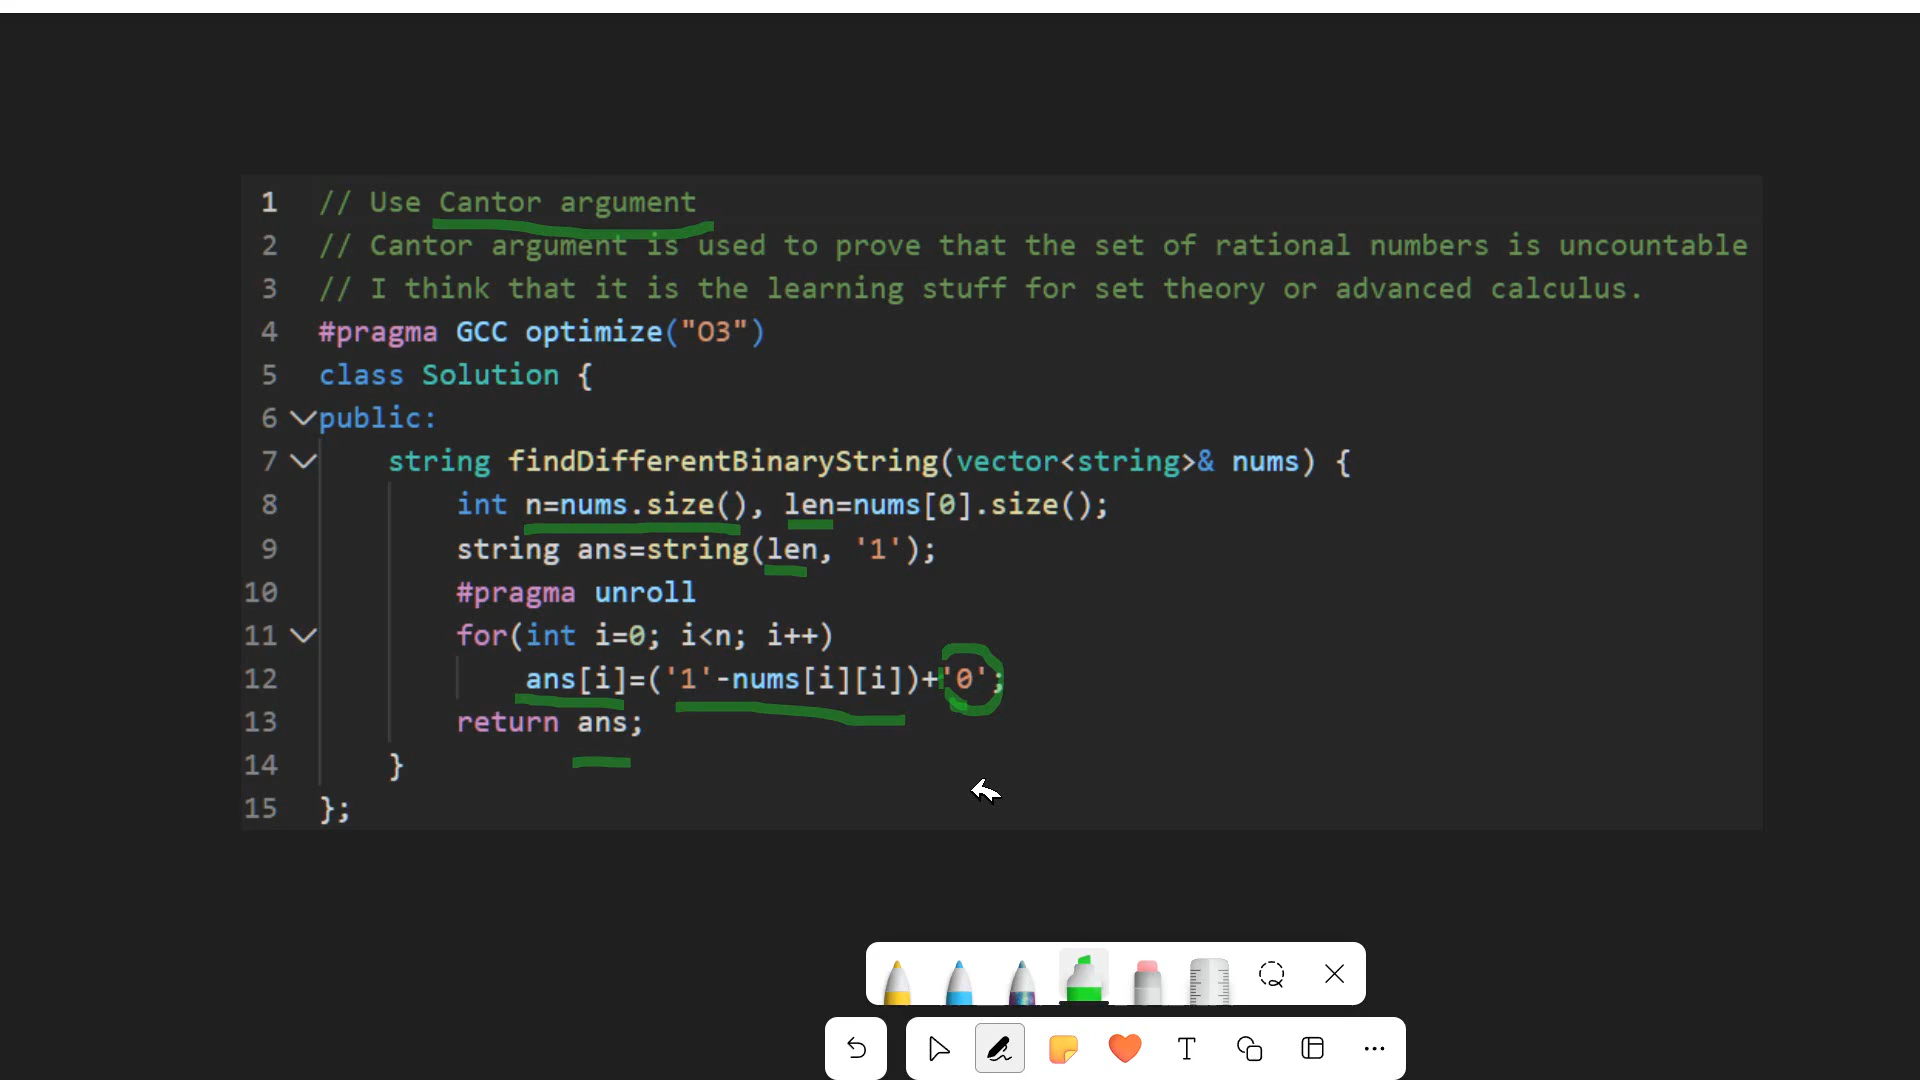 1 // Use Cantor argument
2 // Cantor argument is used to prove that the set of rational numbers is uncountable
3 // I think that it is the learning stuff for set theory or advanced calculus.
4 #pragma GCC optimize("O3")
5 class Solution {
6 public:
7 string findDifferentBinaryString(vector<string>& nums) {
8 int n=nums.size(), len=nums[0].size();
9 string ans=string(len, '1');
10 #pragma unroll
11 for(int i=0; i<n; i++)
12 ans[i]=('1'-nums[i][i])+'0';
13 return ans;
14 }
15 };